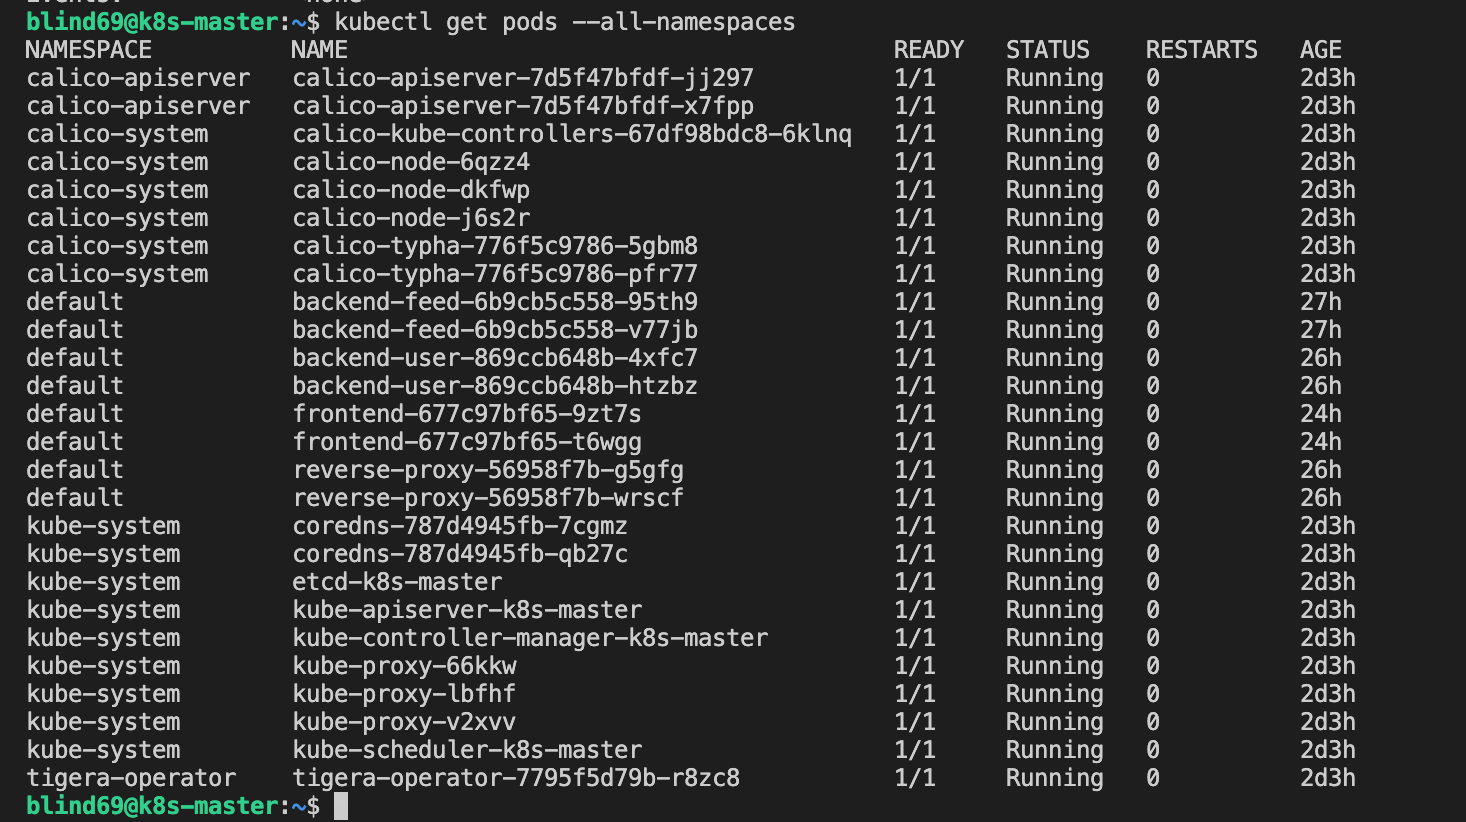 blind69@k8s-master:~$ kubectl get pods --all-namespaces
NAMESPACE NAME READY STATUS RESTARTS AGE
calico-apiserver calico-apiserver-7d5f47bfdf-jj297 1/1 Running 0 2d3h
calico-apiserver calico-apiserver-7d5f47bfdf-x7fpp 1/1 Running 0 2d3h
calico-system calico-kube-controllers-67df98bdc8-6klnq 1/1 Running 0 2d3h
calico-system calico-node-6qzz4 1/1 Running 0 2d3h
calico-system calico-node-dkfwp 1/1 Running 0 2d3h
calico-system calico-node-j6s2r 1/1 Running 0 2d3h
calico-system calico-typha-776f5c9786-5gbm8 1/1 Running 0 2d3h
calico-system calico-typha-776f5c9786-pfr77 1/1 Running 0 2d3h
default backend-feed-6b9cb5c558-95th9 1/1 Running 0 27h
default backend-feed-6b9cb5c558-v77jb 1/1 Running 0 27h
default backend-user-869ccb648b-4xfc7 1/1 Running 0 26h
default backend-user-869ccb648b-htzbz 1/1 Running 0 26h
default frontend-677c97bf65-9zt7s 1/1 Running 0 24h
default frontend-677c97bf65-t6wgg 1/1 Running 0 24h
default reverse-proxy-56958f7b-g5gfg 1/1 Running 0 26h
default reverse-proxy-56958f7b-wrscf 1/1 Running 0 26h
kube-system coredns-787d4945fb-7cgmz 1/1 Running 0 2d3h
kube-system coredns-787d4945fb-qb27c 1/1 Running 0 2d3h
kube-system etcd-k8s-master 1/1 Running 0 2d3h
kube-system kube-apiserver-k8s-master 1/1 Running 0 2d3h
kube-system kube-controller-manager-k8s-master 1/1 Running 0 2d3h
kube-system kube-proxy-66kkw 1/1 Running 0 2d3h
kube-system kube-proxy-lbfhf 1/1 Running 0 2d3h
kube-system kube-proxy-v2xvv 1/1 Running 0 2d3h
kube-system kube-scheduler-k8s-master 1/1 Running 0 2d3h
tigera-operator tigera-operator-7795f5d79b-r8zc8 1/1 Running 0 2d3h
blind69@k8s-master:~$